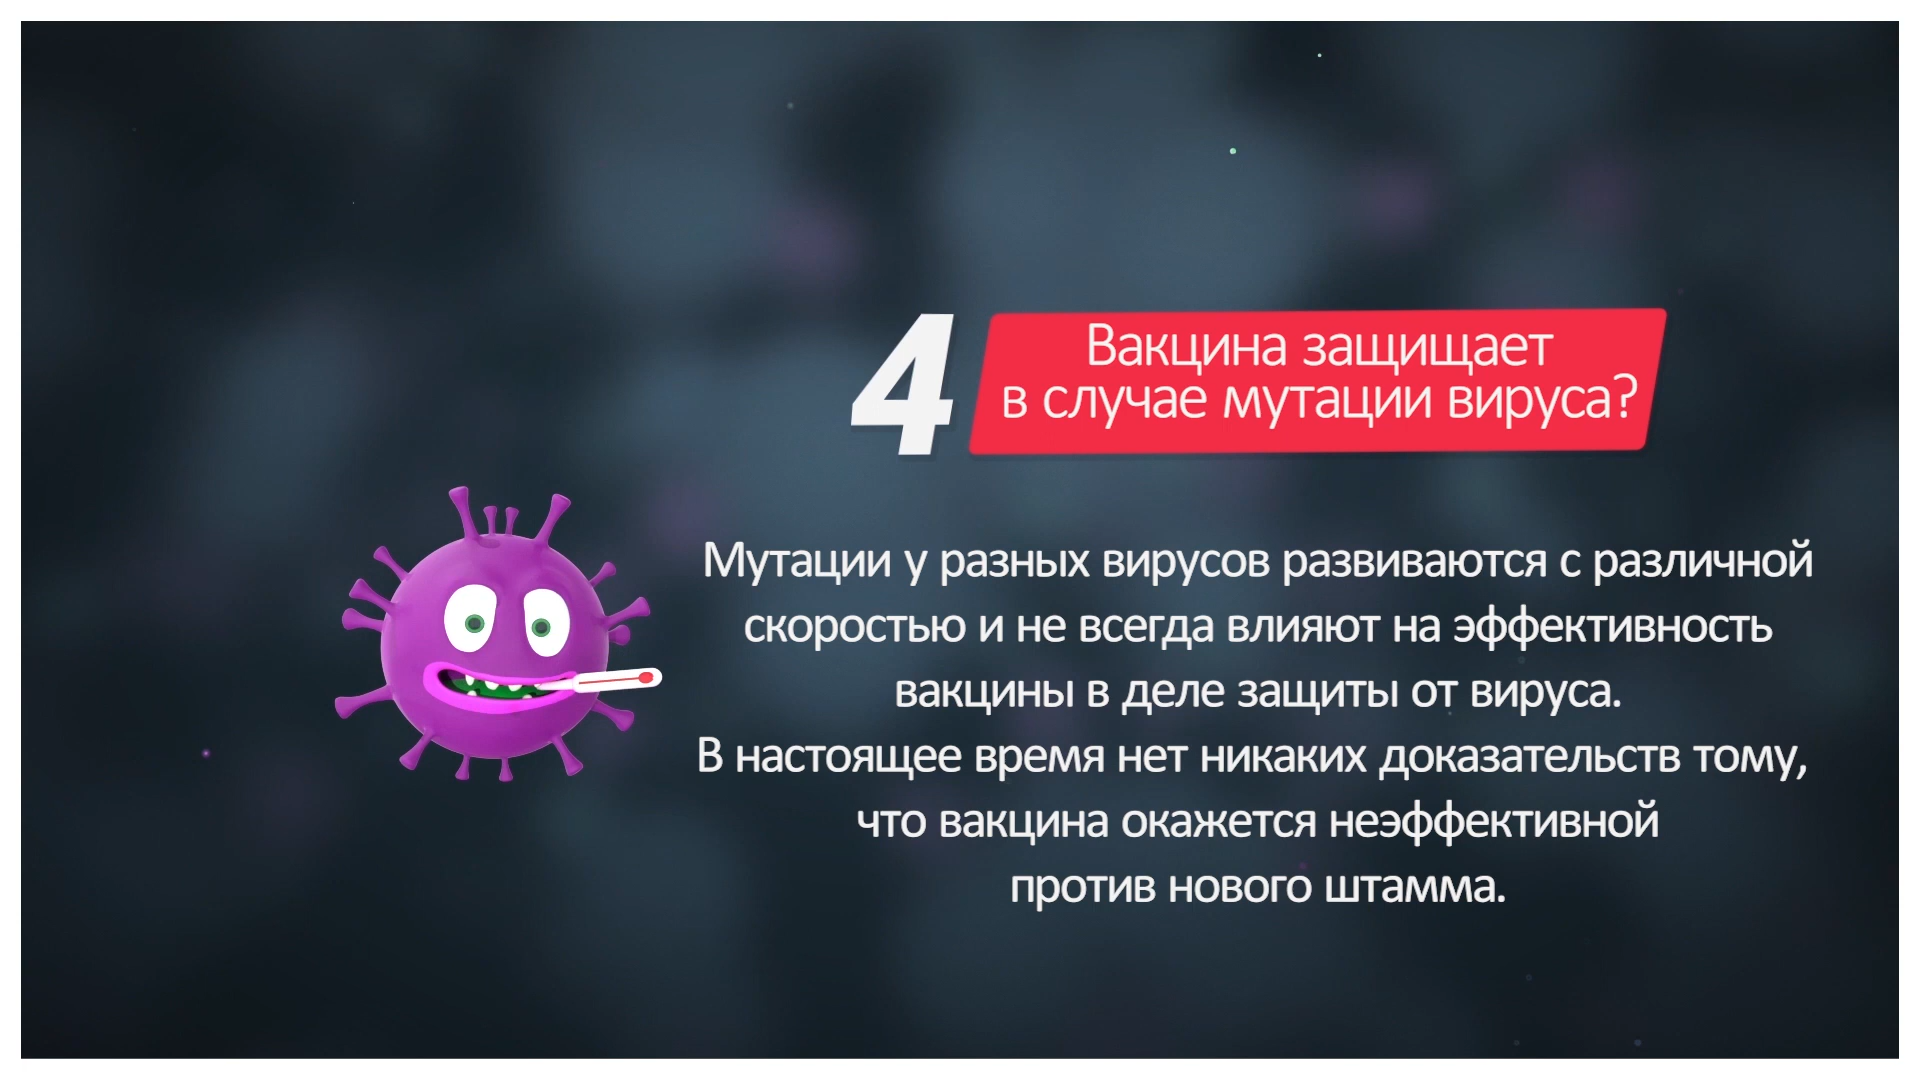 4
Вакцина защищает
в случае мутации вируса?
Мутации у разных вирусов развиваются с различной
скоростью и не всегда влияют на эффективность
вакцины в деле защиты от вируса.
В настоящее время нет никаких доказательств тому,
что вакцина окажется неэффективной
против нового штамма.